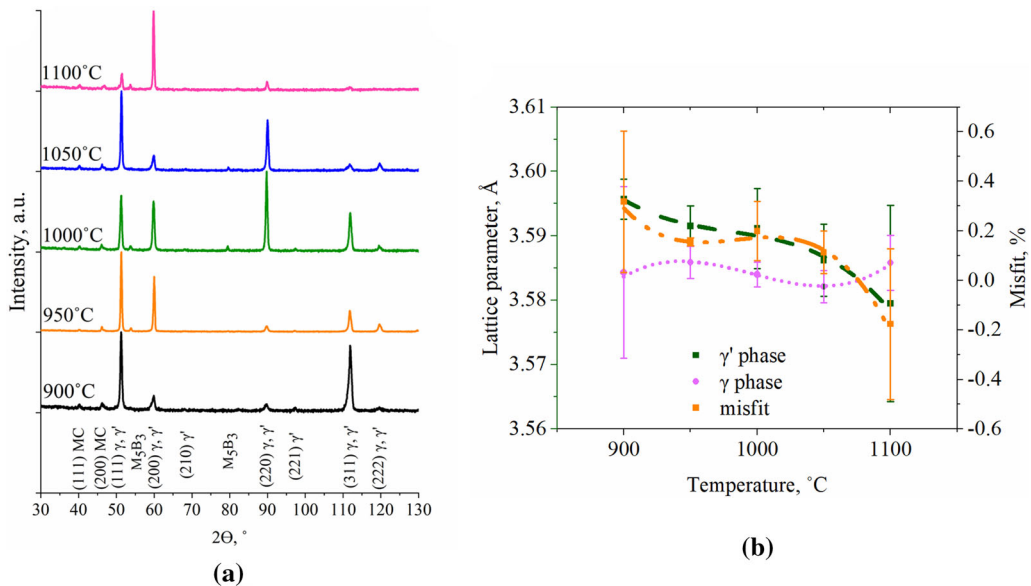 1100˚C
1050˚C
1000˚C
950˚C
900˚C
Intensity, a.u.
(111) MC
(200) MC
(111) γ, γ'
M5B3
(200) γ, γ'
(210) γ'
M5B3
(220) γ, γ'
(221) γ'
(311) γ, γ'
(222) γ, γ'
30 40 50 60 70 80 90 100 110 120 130
2Θ, ˚
(a)
3.61
3.60
3.59
3.58
3.57
3.56
Lattice parameter, Å
γ' phase
γ phase
misfit
0.6
0.4
0.2
0.0
-0.2
-0.4
-0.6
Misfit, %
900 1000 1100
Temperature, ˚C
(b)